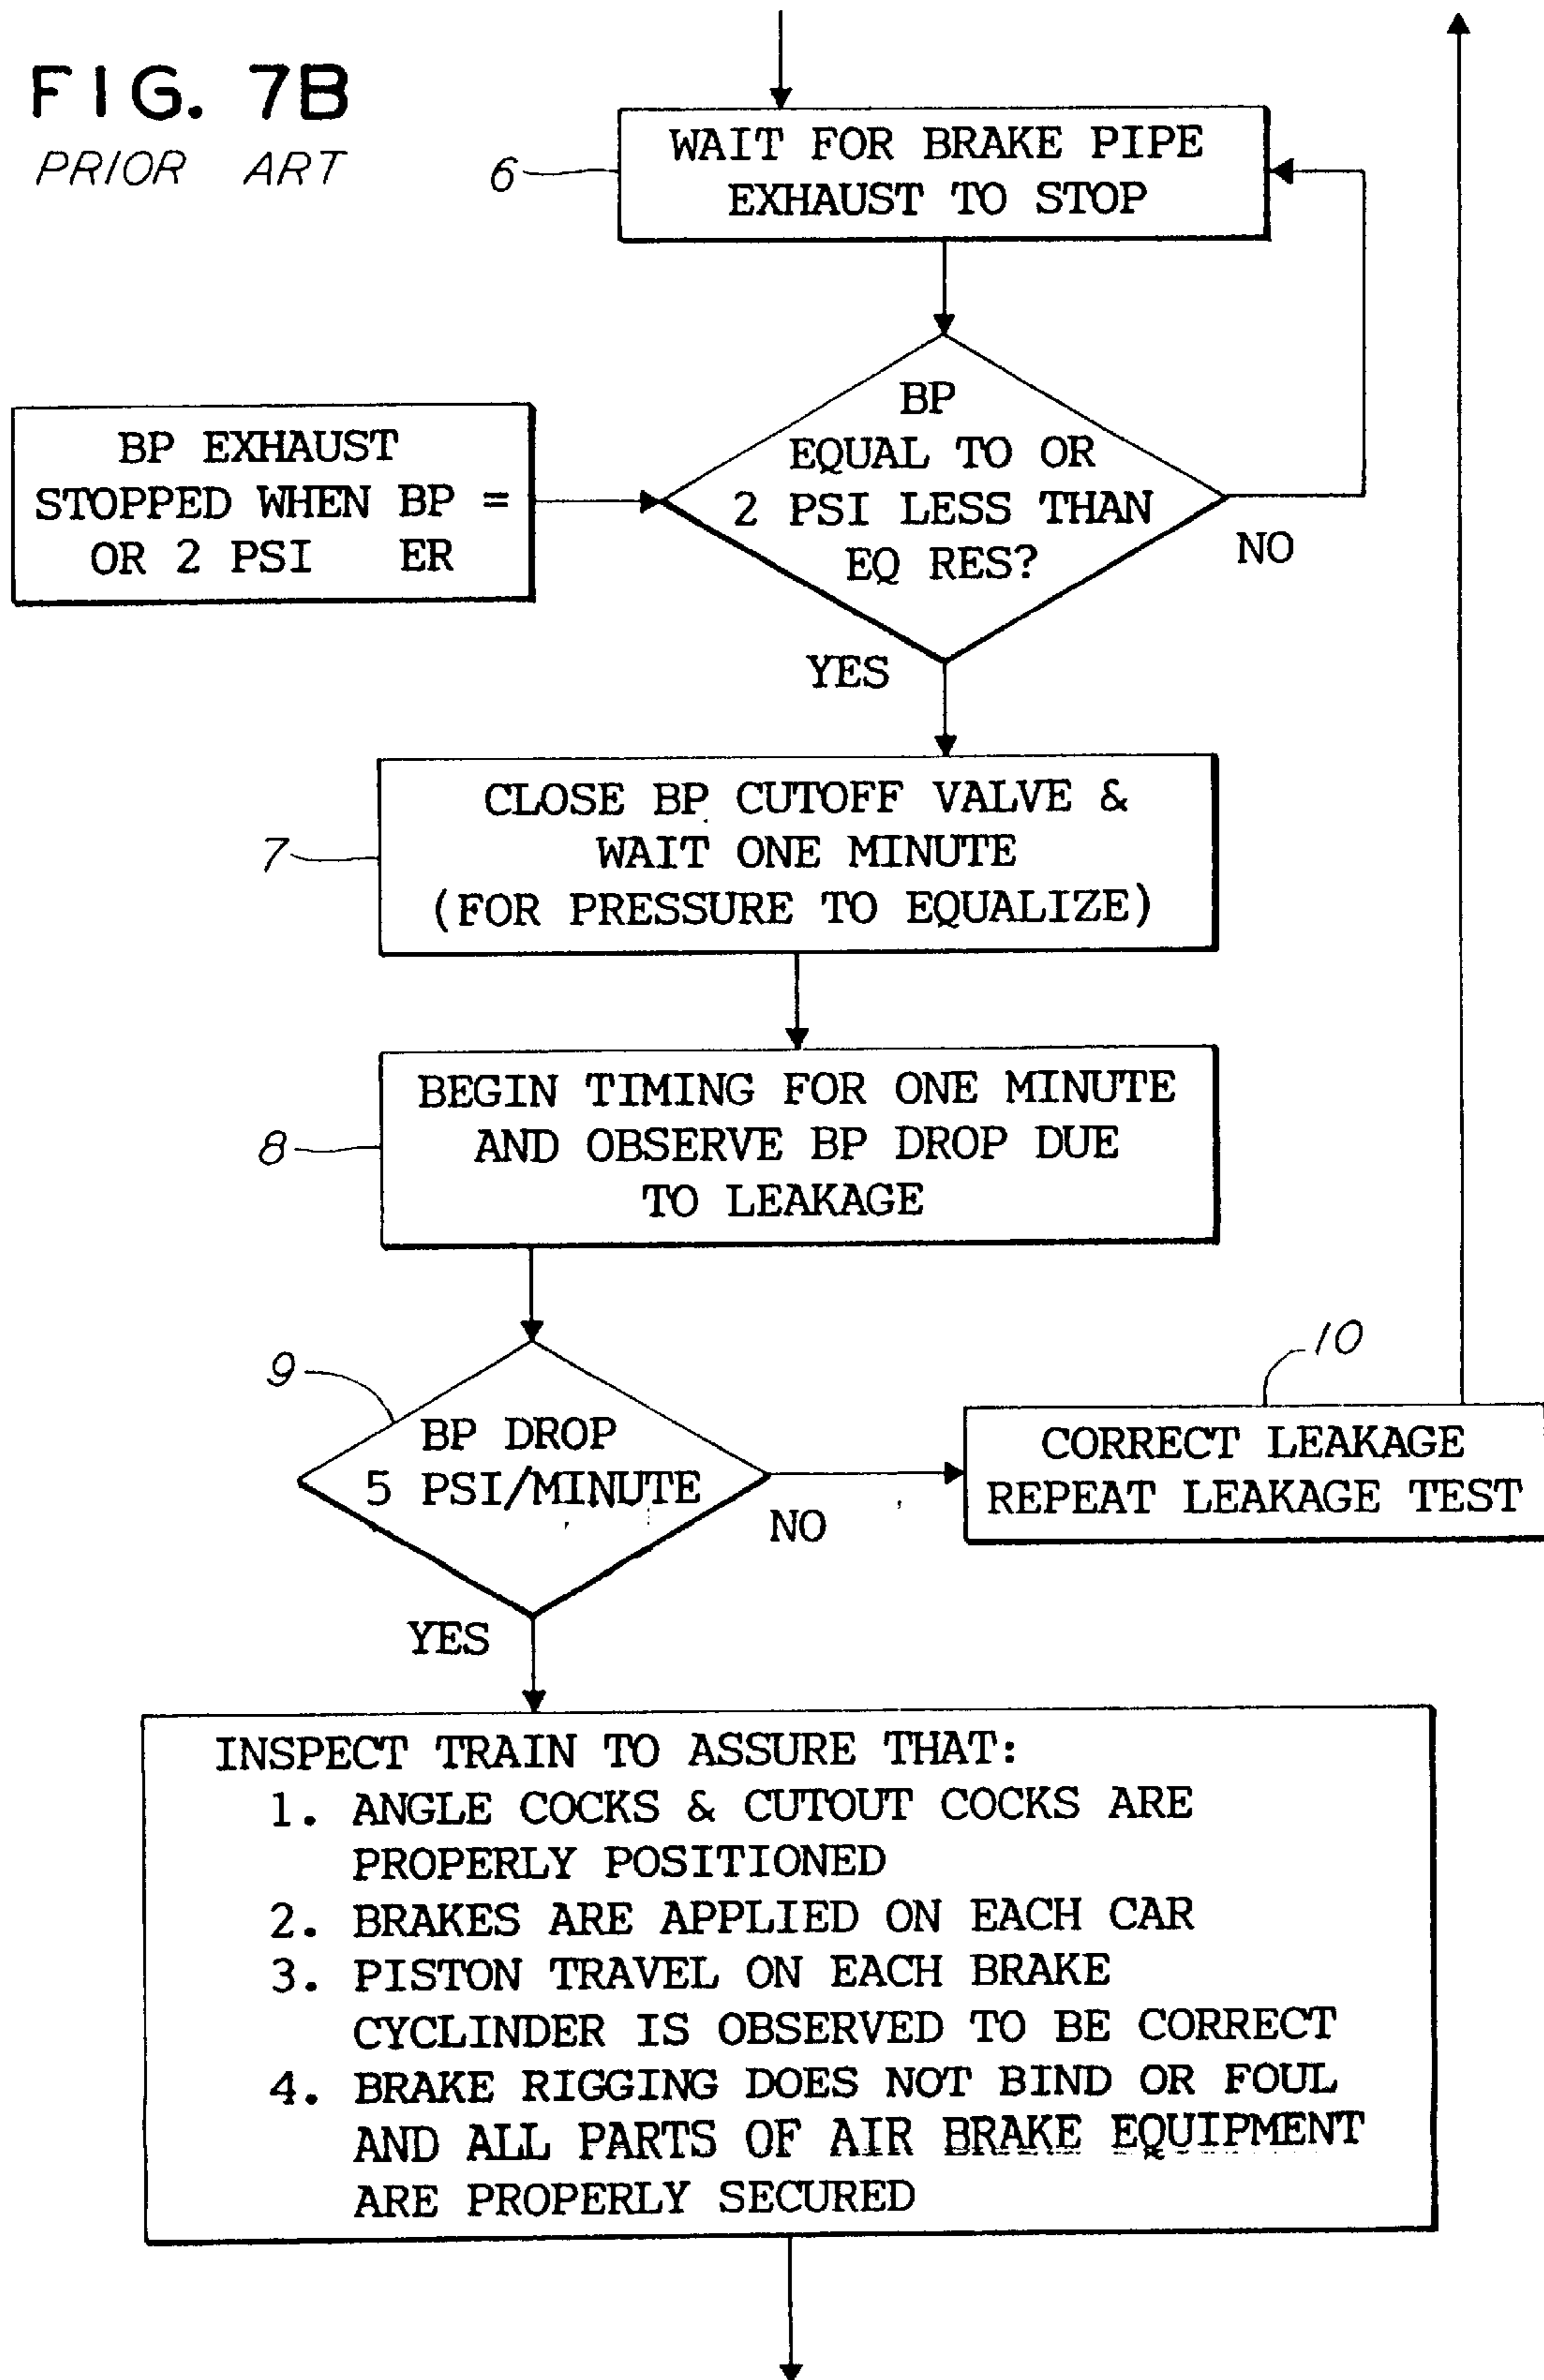 FIG. 7B
PRIOR ART
6
WAIT FOR BRAKE PIPE
EXHAUST TO STOP
BP EXHAUST
STOPPED WHEN BP =
OR 2 PSI ER
BP
EQUAL TO OR
2 PSI LESS THAN
EQ RES?
NO
YES
7
CLOSE BP CUTOFF VALVE &
WAIT ONE MINUTE
(FOR PRESSURE TO EQUALIZE)
8
BEGIN TIMING FOR ONE MINUTE
AND OBSERVE BP DROP DUE
TO LEAKAGE
9
BP DROP
5 PSI/MINUTE
NO
YES
10
CORRECT LEAKAGE
REPEAT LEAKAGE TEST
INSPECT TRAIN TO ASSURE THAT:
1. ANGLE COCKS & CUTOUT COCKS ARE
PROPERLY POSITIONED
2. BRAKES ARE APPLIED ON EACH CAR
3. PISTON TRAVEL ON EACH BRAKE
CYCLINDER IS OBSERVED TO BE CORRECT
4. BRAKE RIGGING DOES NOT BIND OR FOUL
AND ALL PARTS OF AIR BRAKE EQUIPMENT
ARE PROPERLY SECURED